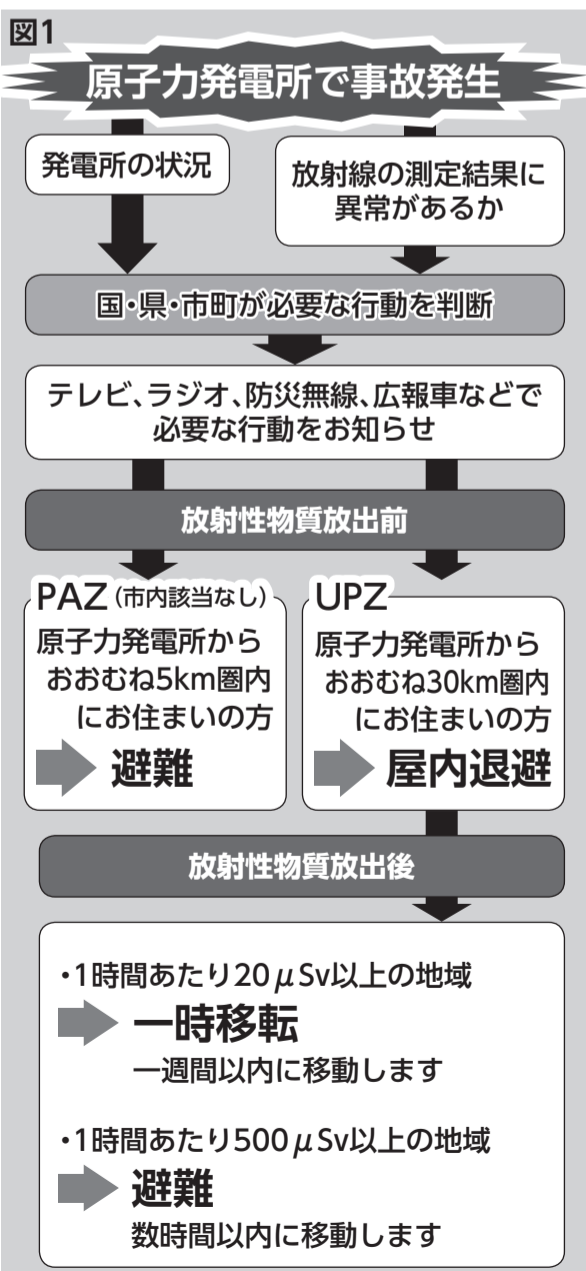 図1
原子力発電所で事故発生
発電所の状況
放射線の測定結果に
異常があるか
国・県・市町が必要な行動を判断
テレビ、ラジオ、防災無線、広報車などで
必要な行動をお知らせ
放射性物質放出前
PAZ(市内該当なし)
原子力発電所から
おおむね5km圏内
にお住まいの方
避難
UPZ
原子力発電所から
おおむね30km圏内
にお住まいの方
屋内退避
放射性物質放出後
・1時間あたり20μSv以上の地域
一時移転
一週間以内に移動します
・1時間あたり500μSv以上の地域
避難
数時間以内に移動します